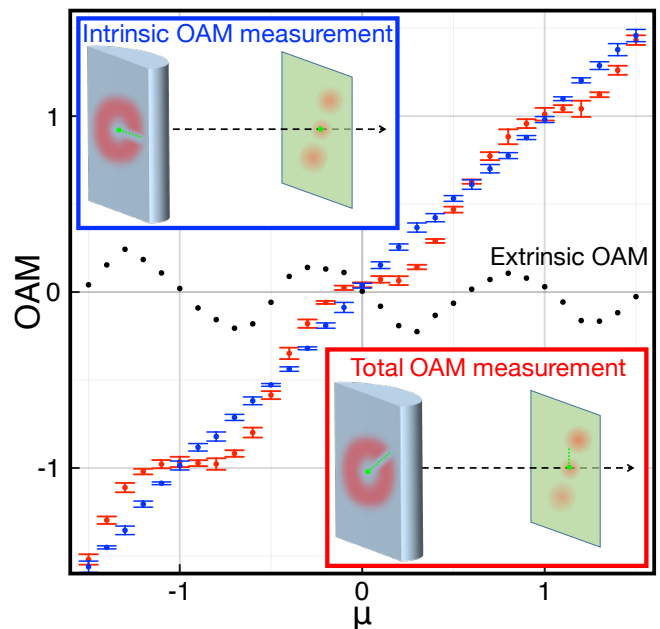 Intrinsic OAM measurement
1
Extrinsic OAM
0
OAM
Total OAM measurement
-1
-1
0
1
μ